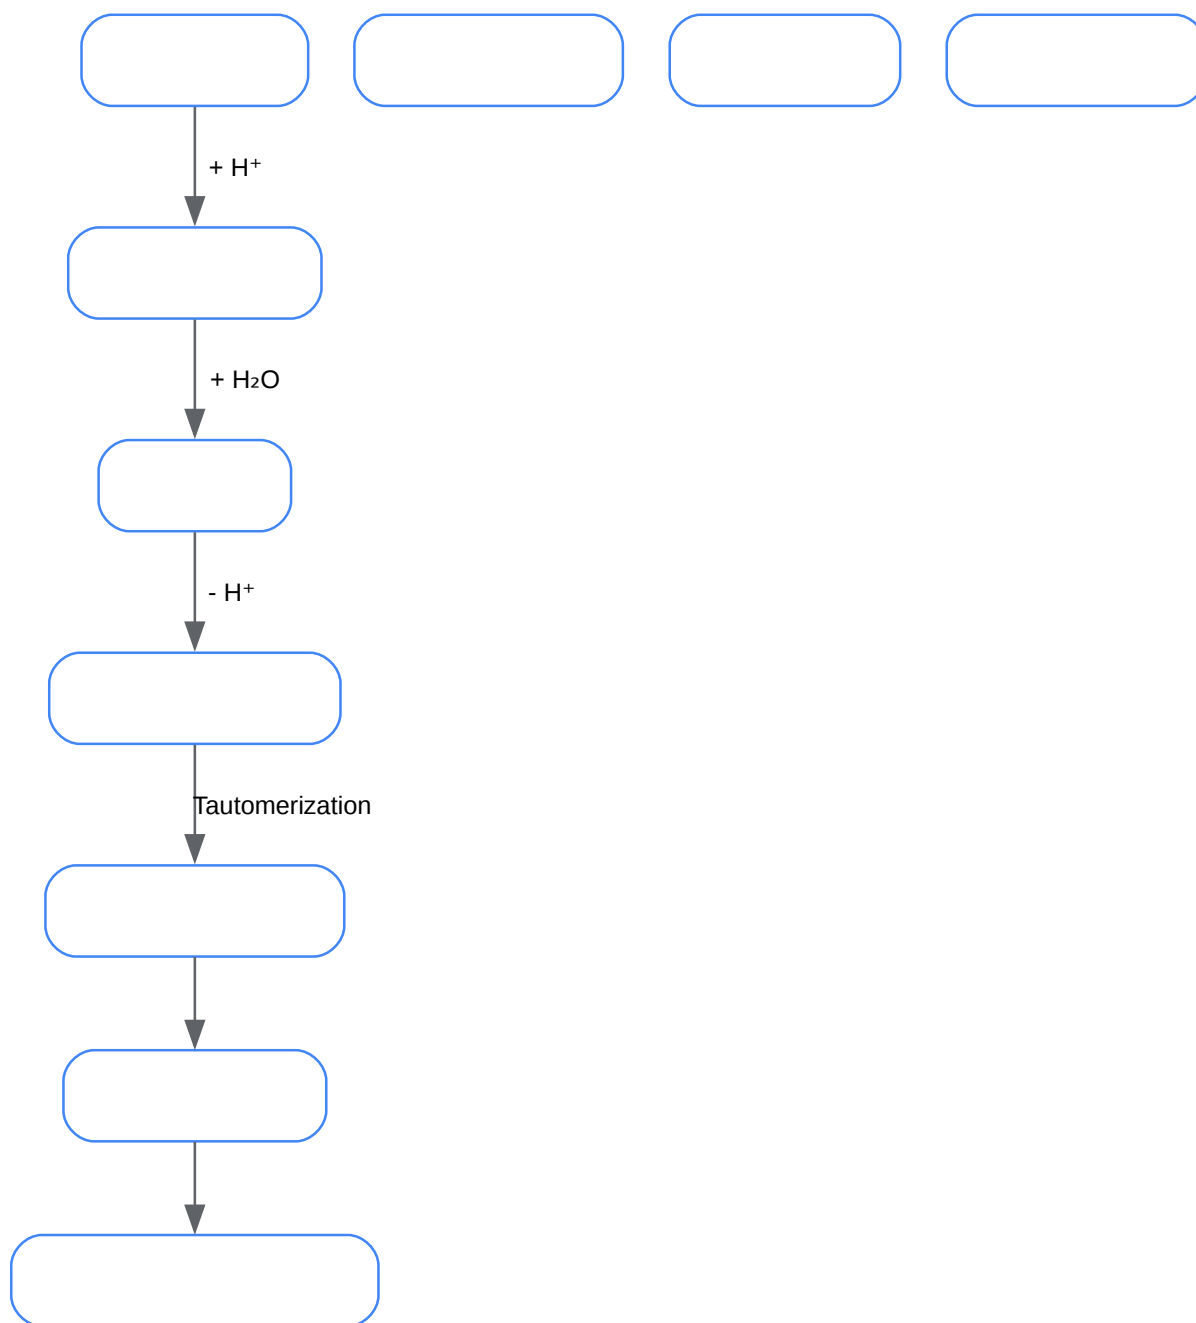 + H⁺
+ H₂O
- H⁺
Tautomerization